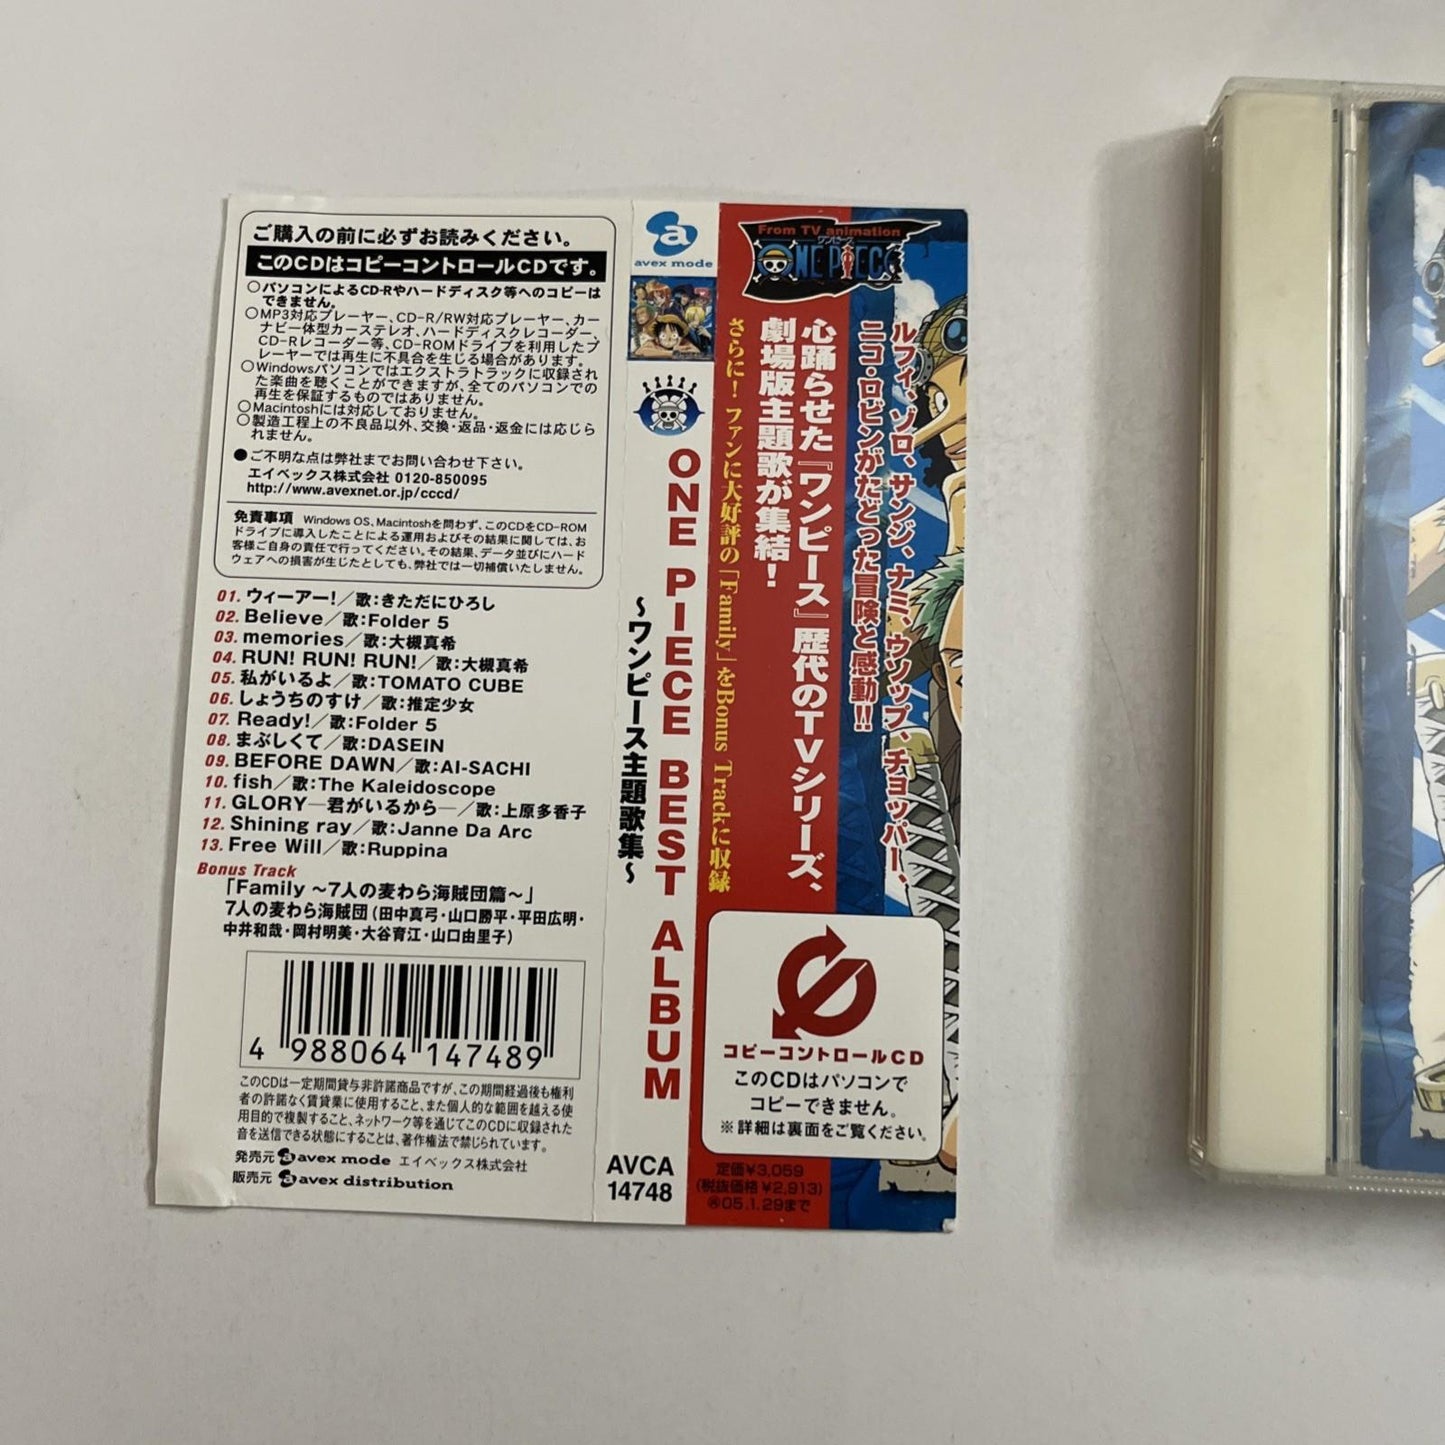 ご購入の前に必ずお読みください。
このCDはコピーコントロールCDです。
○パソコンによるCD-Rやハードディスク等へのコピーは
できません。
○MP3対応プレーヤー、CD-R/RW対応プレーヤー、カー
ナビ一体型カーステレオ、ハードディスクレコーダー、
CD-Rレコーダー等、CD-ROMドライブを利用したプ
レーヤーでは再生に不具合を生じる場合があります。
○Windowsパソコンではエクストラトラックに収録され
た楽曲を聴くことができますが、全てのパソコンでの
再生を保証するものではありません。
○Macintoshには対応しておりません。
○製造工程上の不良品以外、交換・返品・返金には応じら
れません。
●ご不明な点は弊社までお問い合わせ下さい。
エイベックス株式会社 0120-850095
http://www.avexnet.or.jp/cccd/
免責事項 Windows OS、Macintoshを問わず、このCDをCD-ROM
ドライブに導入したことによる運用およびその結果に関しては、お
客様ご自身の責任で行ってください。その結果、データ並びにハード
ウェアへの損害が生じたとしても、弊社では一切補償いたしません。
01. ウィーアー!／歌：きただにひろし
02. Believe／歌：Folder 5
03. memories／歌：大槻真希
04. RUN! RUN! RUN!／歌：大槻真希
05. 私がいるよ／歌：TOMATO CUBE
06. しょうちのすけ／歌：推定少女
07. Ready!／歌：Folder 5
08. まぶしくて／歌：DASEIN
09. BEFORE DAWN／歌：AI-SACHI
10. fish／歌：The Kaleidoscope
11. GLORY―君がいるから―／歌：上原多香子
12. Shining ray／歌：Janne Da Arc
13. Free Will／歌：Ruppina
Bonus Track
「Family ～7人の麦わら海賊団篇～」
7人の麦わら海賊団（田中真弓・山口勝平・平田広明・
中井和哉・岡村明美・大谷育江・山口由里子）
4 988064 147489
このCDは一定期間貸与非許諾商品ですが、この期間経過後も権利
者の許諾なく賃貸業に使用すること、また個人的な範囲を越える使
用目的で複製すること、ネットワーク等を通じてこのCDに収録された
音を送信できる状態にすることは、著作権法で禁じられています。
発売元 avex mode エイベックス株式会社
販売元 avex distribution
a
avex mode
ONE PIECE BEST ALBUM
～ワンピース主題歌集～
AVCA
14748
From TV animation
ワンピース
ONE PIECE
ルフィ、ゾロ、サンジ、ナミ、ウソップ、チョッパー、
ニコ・ロビンがたどった冒険と感動!!
心踊らせた『ワンピース』歴代のTVシリーズ、
劇場版主題歌が集結！
さらに！ ファンに大好評の「Family」をBonus Trackに収録
コピーコントロールCD
このCDはパソコンで
コピーできません。
※詳細は裏面をご覧ください。
定価￥3,059
(税抜価格￥2,913)
㋹05.1.29まで